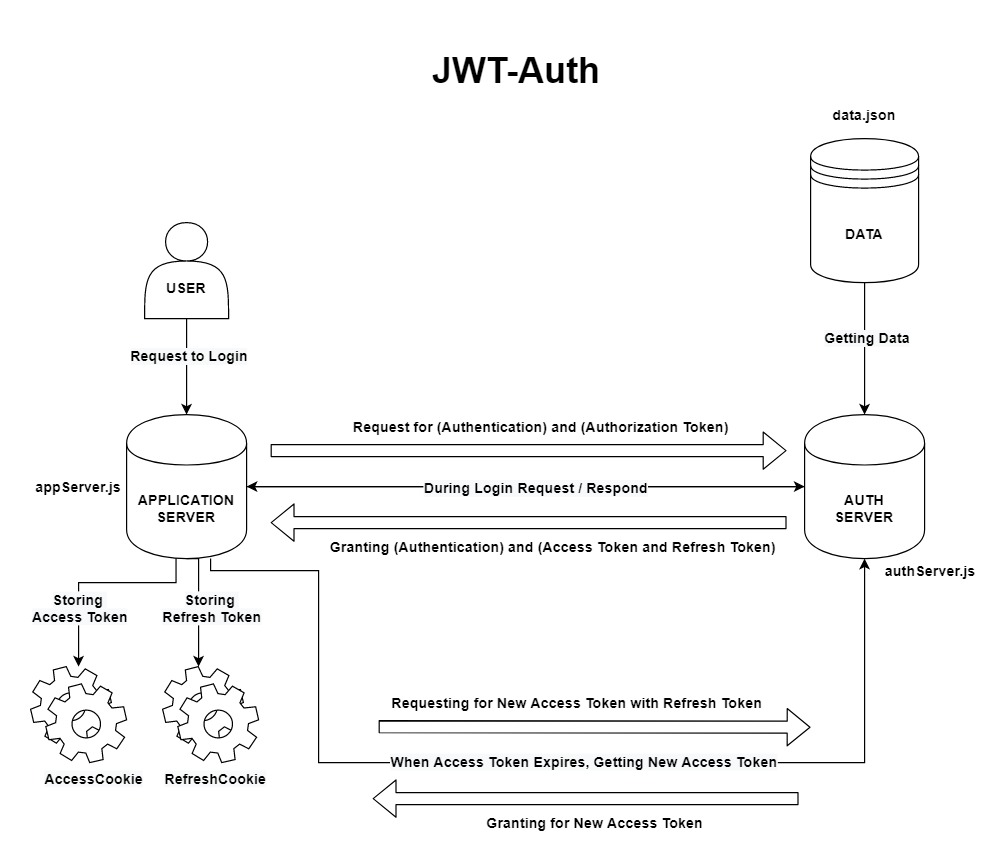 JWT-Auth
data.json
DATA
USER
Getting Data
Request to Login
Request for (Authentication) and (Authorization Token)
appServer.js
APPLICATION
SERVER
During Login Request / Respond
AUTH
SERVER
Granting (Authentication) and (Access Token and Refresh Token)
authServer.js
Storing
Access Token
Storing
Refresh Token
Requesting for New Access Token with Refresh Token
When Access Token Expires, Getting New Access Token
AccessCookie
RefreshCookie
Granting for New Access Token